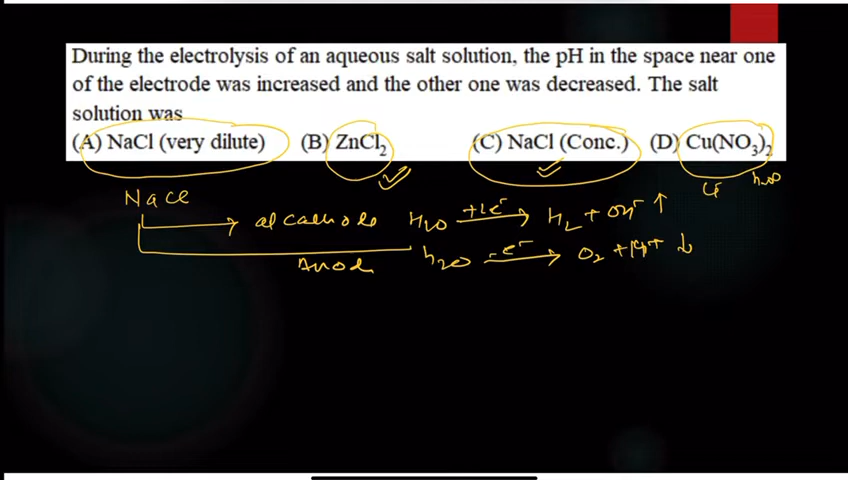 During the electrolysis of an aqueous salt solution, the pH in the space near one
of the electrode was increased and the other one was decreased. The salt
solution was
(A) NaCl (very dilute) (B) ZnCl₂ (C) NaCl (Conc.) (D) Cu(NO₃)₂
NaCl
at cathode H₂O +1e⁻ → H₂ + OH⁻ ↑
Anod h₂o -e⁻ → O₂ + H⁺ ↓
h₂o